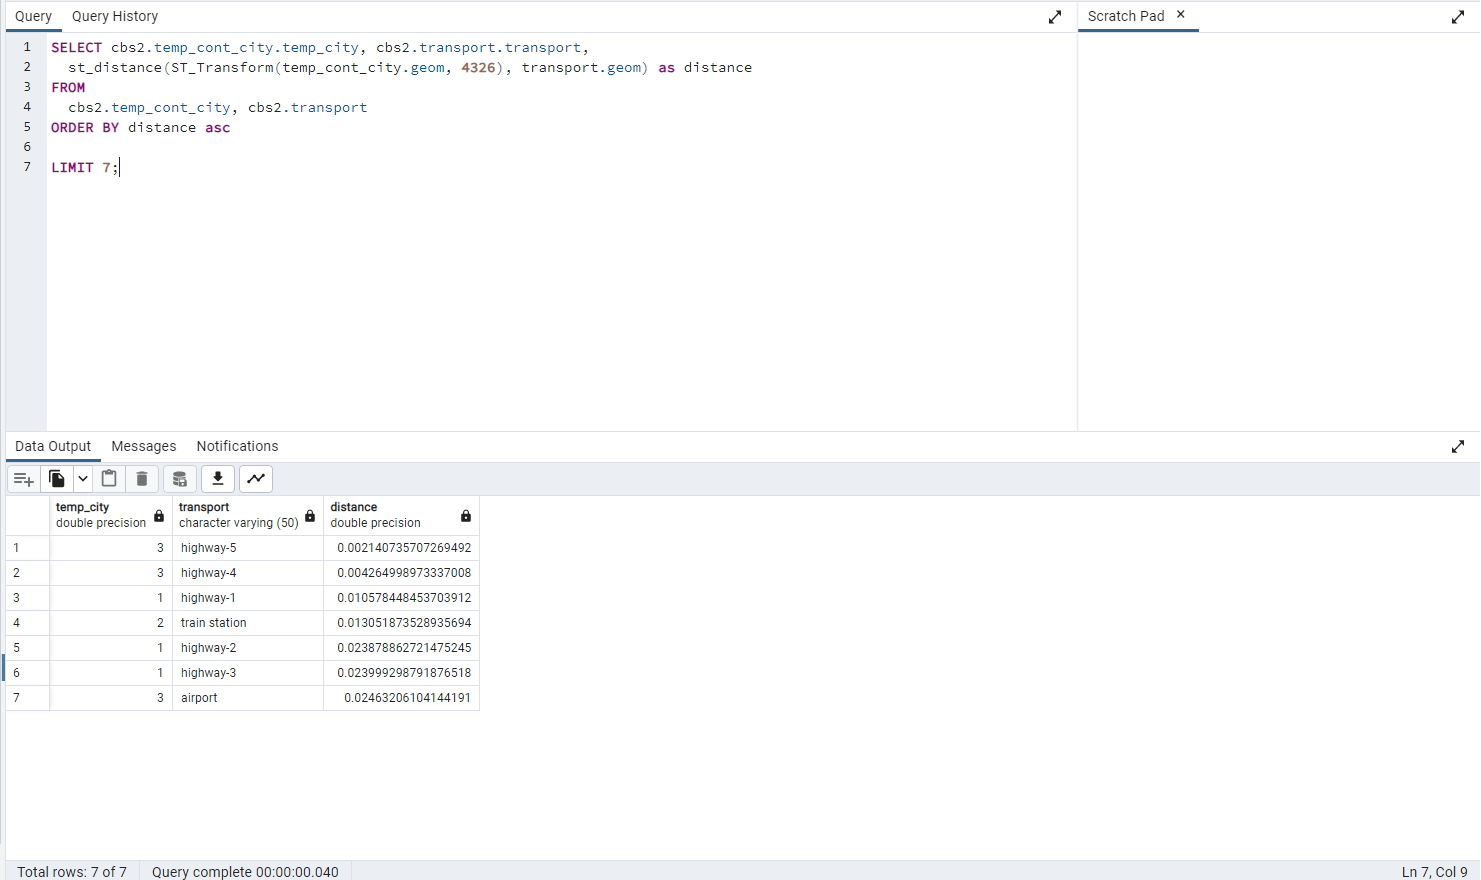 Query Query History
Scratch Pad ×
1 SELECT cbs2.temp_cont_city.temp_city, cbs2.transport.transport,
2 st_distance(ST_Transform(temp_cont_city.geom, 4326), transport.geom) as distance
3 FROM
4 cbs2.temp_cont_city, cbs2.transport
5 ORDER BY distance asc
6
7 LIMIT 7;
Data Output Messages Notifications
temp_city transport distance
double precision character varying (50) double precision
1 3 highway-5 0.002140735707269492
2 3 highway-4 0.004264998973337008
3 1 highway-1 0.010578448453703912
4 2 train station 0.013051873528935694
5 1 highway-2 0.023878862721475245
6 1 highway-3 0.023999298791876518
7 3 airport 0.02463206104144191
Total rows: 7 of 7 Query complete 00:00:00.040 Ln 7, Col 9